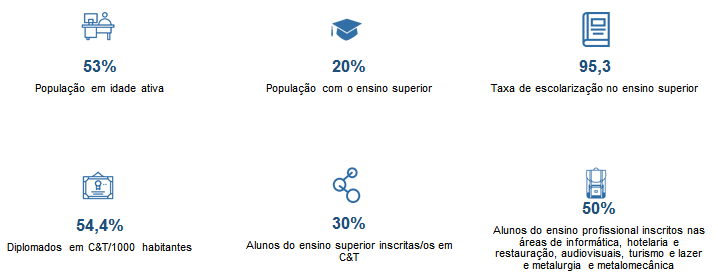 53%
População em idade ativa
20%
População com o ensino superior
95,3
Taxa de escolarização no ensino superior
54,4%
Diplomados em C&T/1000 habitantes
30%
Alunos do ensino superior inscritas/os em
C&T
50%
Alunos do ensino profissional inscritos nas
áreas de informática, hotelaria e
restauração, audiovisuais, turismo e lazer
e metalurgia e metalomecânica